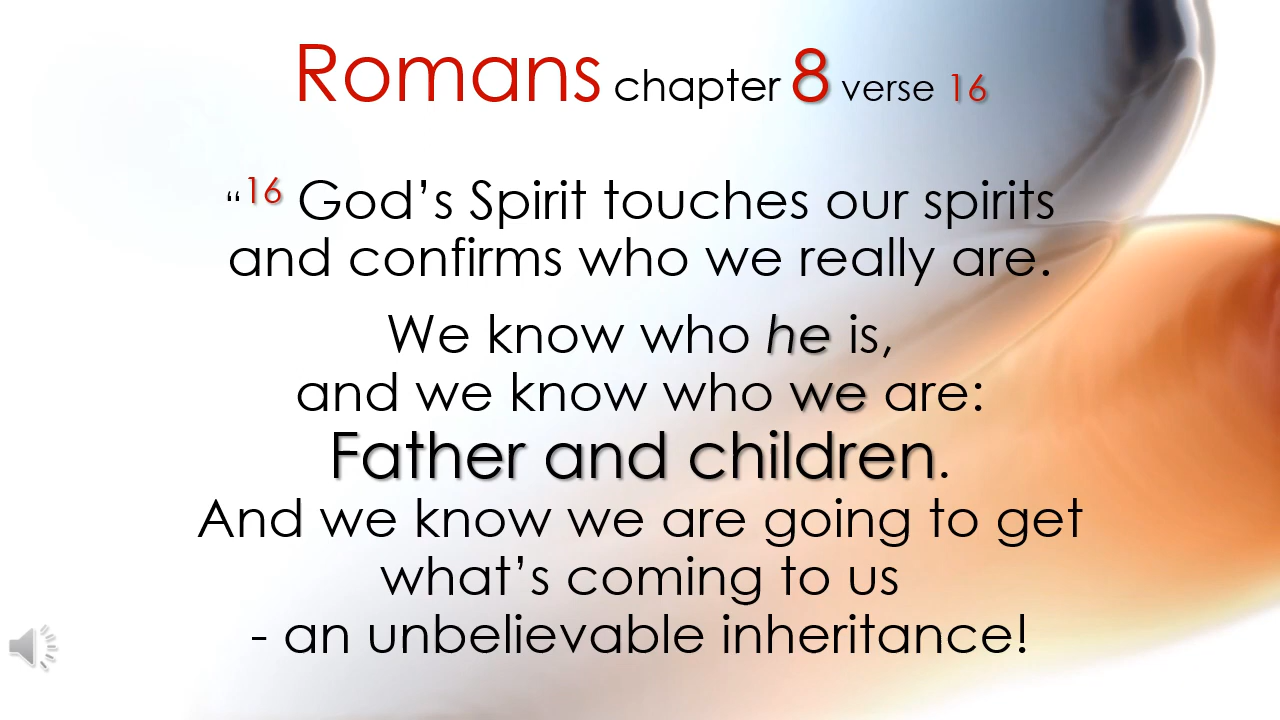 Romans chapter 8 verse 16
“16 God’s Spirit touches our spirits
and confirms who we really are.
We know who he is,
and we know who we are:
Father and children.
And we know we are going to get
what’s coming to us
- an unbelievable inheritance!